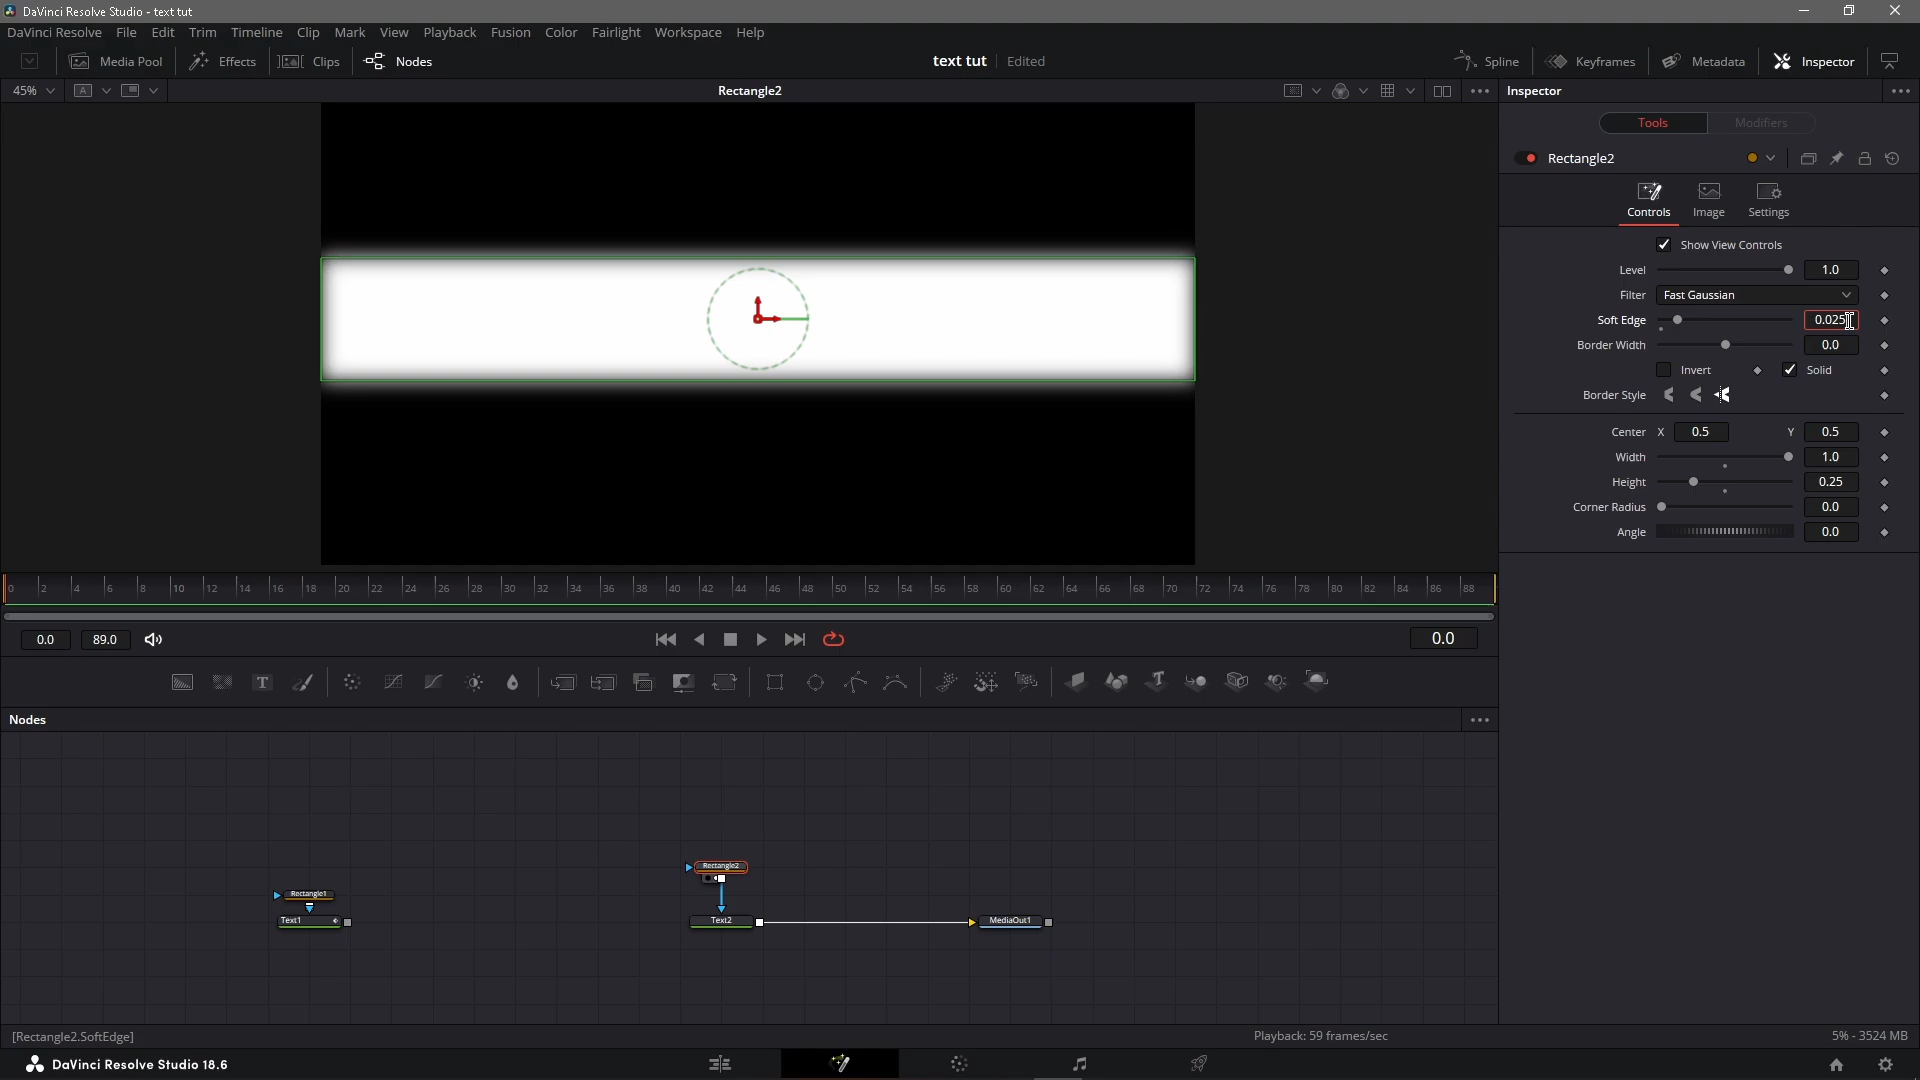 DaVinci Resolve Studio - text tut
DaVinci Resolve File Edit Trim Timeline Clip Mark View Playback Fusion Color Fairlight Workspace Help
Media Pool Effects Clips Nodes text tut Edited Spline Keyframes Metadata Inspector
45% A Rectangle2 Inspector
Tools Modifiers
Rectangle2
Controls Image Settings
Show View Controls
Level 1.0
Filter Fast Gaussian
Soft Edge 0.025
Border Width 0.0
Invert Solid
Border Style
Center X 0.5 Y 0.5
Width 1.0
Height 0.25
Corner Radius 0.0
Angle 0.0
0 2 4 6 8 10 12 14 16 18 20 22 24 26 28 30 32 34 36 38 40 42 44 46 48 50 52 54 56 58 60 62 64 66 68 70 72 74 76 78 80 82 84 86 88
0.0 89.0 0.0
T T
Nodes
Rectangle2
Rectangle1
Text1 Text2 MediaOut1
[Rectangle2.SoftEdge] Playback: 59 frames/sec 5% - 3524 MB
DaVinci Resolve Studio 18.6